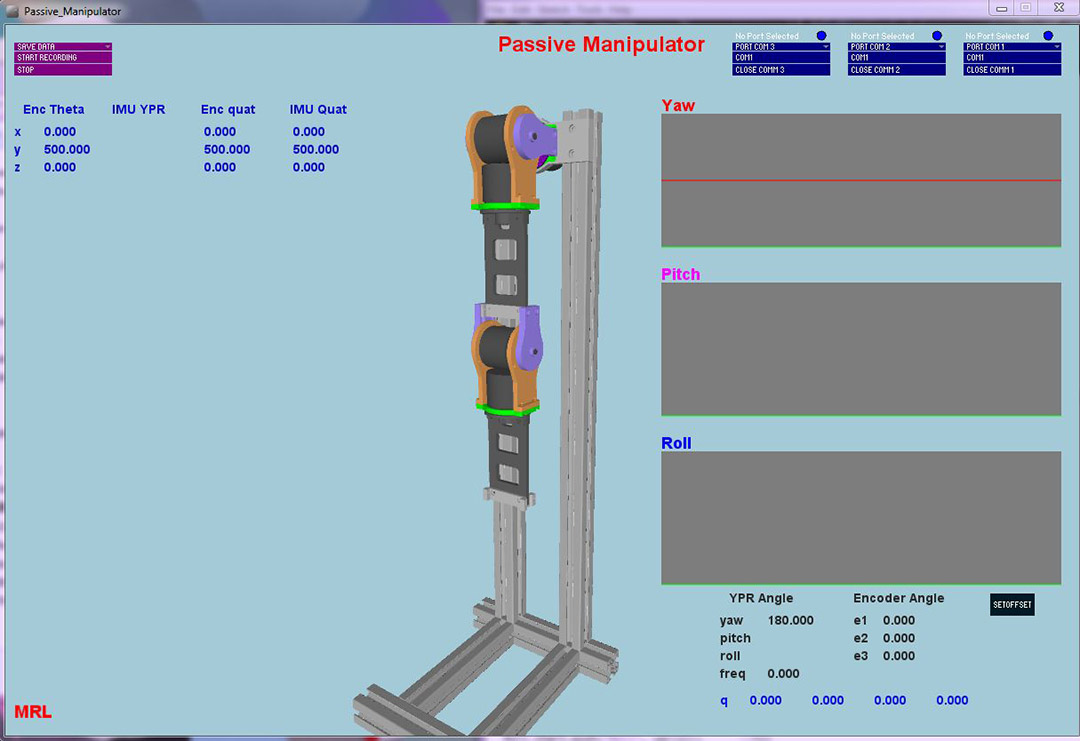 Passive_Manipulator
SAVE DATA
START RECORDING
STOP
Passive Manipulator
No Port Selected
PORT COM 3
COM1
CLOSE COMM 3
No Port Selected
PORT COM 2
COM1
CLOSE COMM 2
No Port Selected
PORT COM 1
COM1
CLOSE COMM 1
Enc Theta IMU YPR Enc quat IMU Quat
x 0.000 0.000 0.000
y 500.000 500.000 500.000
z 0.000 0.000 0.000
Yaw
Pitch
Roll
YPR Angle Encoder Angle
SETOFFSET
yaw 180.000 e1 0.000
pitch e2 0.000
roll e3 0.000
freq 0.000
q 0.000 0.000 0.000 0.000
MRL